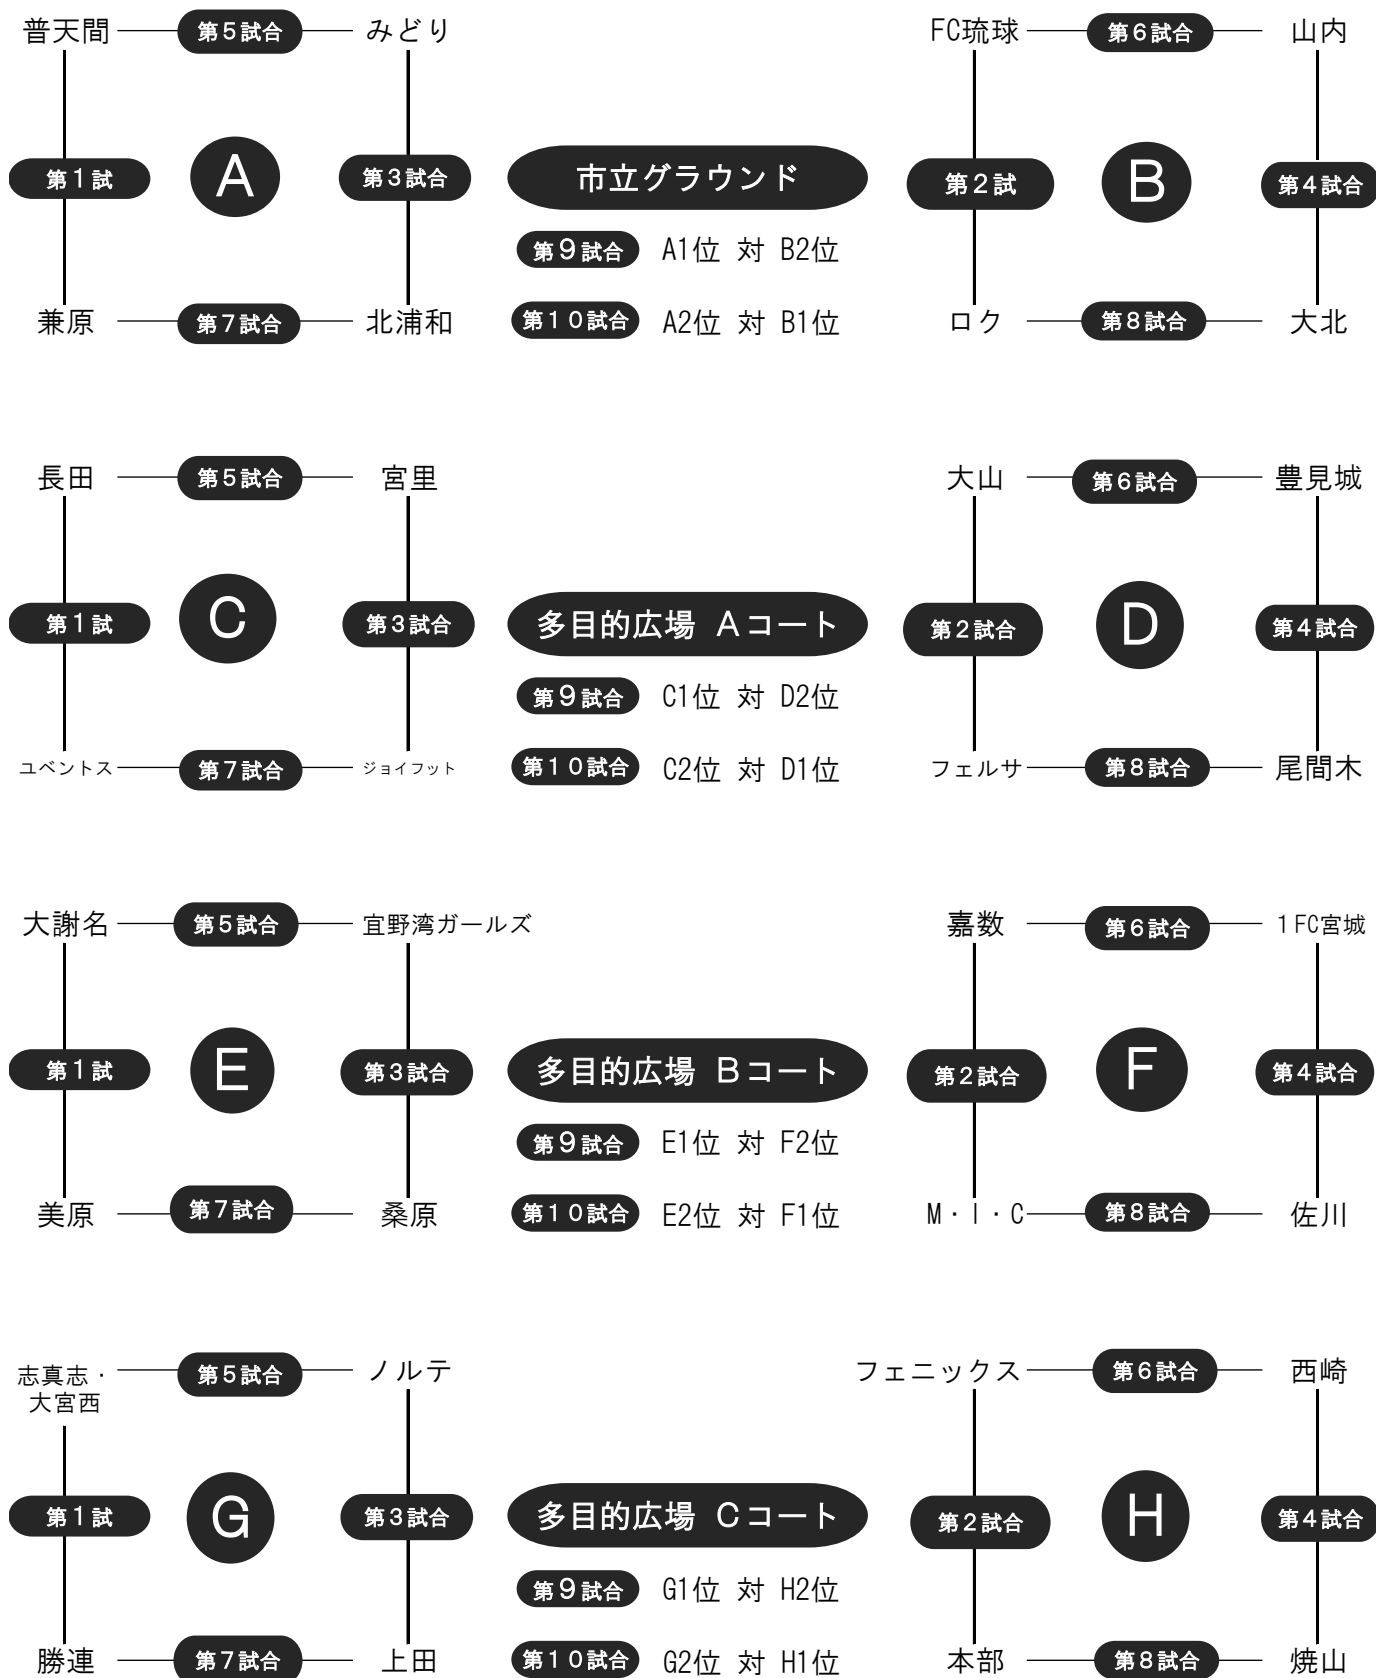 普天間 第5試合 みどり
FC琉球 第6試合 山内
第1試 A 第3試合
市立グラウンド
第2試 B 第4試合
第9試合 A1位 対 B2位
兼原 第7試合 北浦和
第10試合 A2位 対 B1位
ロク 第8試合 大北
長田 第5試合 宮里
大山 第6試合 豊見城
第1試 C 第3試合
多目的広場 Aコート
第2試合 D 第4試合
第9試合 C1位 対 D2位
ユベントス 第7試合 ジョイフット
第10試合 C2位 対 D1位
フェルサ 第8試合 尾間木
大謝名 第5試合 宜野湾ガールズ
嘉数 第6試合 1FC宮城
第1試 E 第3試合
多目的広場 Bコート
第2試合 F 第4試合
第9試合 E1位 対 F2位
美原 第7試合 桑原
第10試合 E2位 対 F1位
M・I・C 第8試合 佐川
志真志・
大宮西
第5試合 ノルテ
フェニックス 第6試合 西崎
第1試 G 第3試合
多目的広場 Cコート
第2試合 H 第4試合
第9試合 G1位 対 H2位
勝連 第7試合 上田
第10試合 G2位 対 H1位
本部 第8試合 焼山